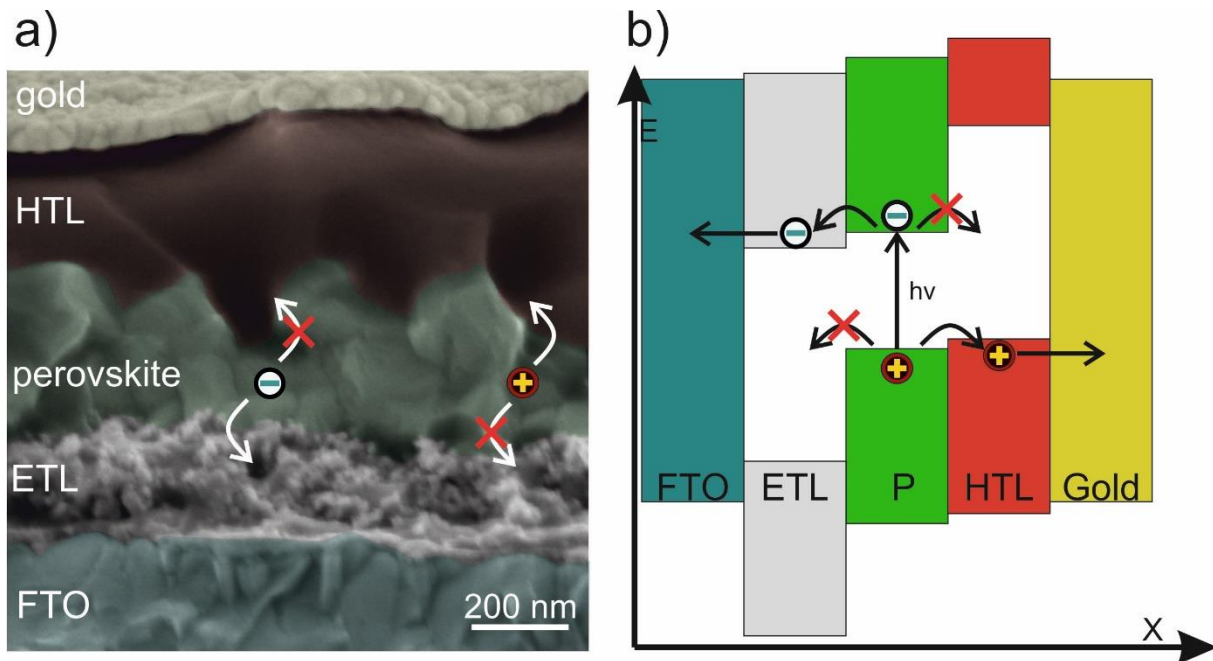 a)
gold
HTL
perovskite
ETL
FTO
200 nm
b)
E
hν
FTO ETL P HTL Gold
X